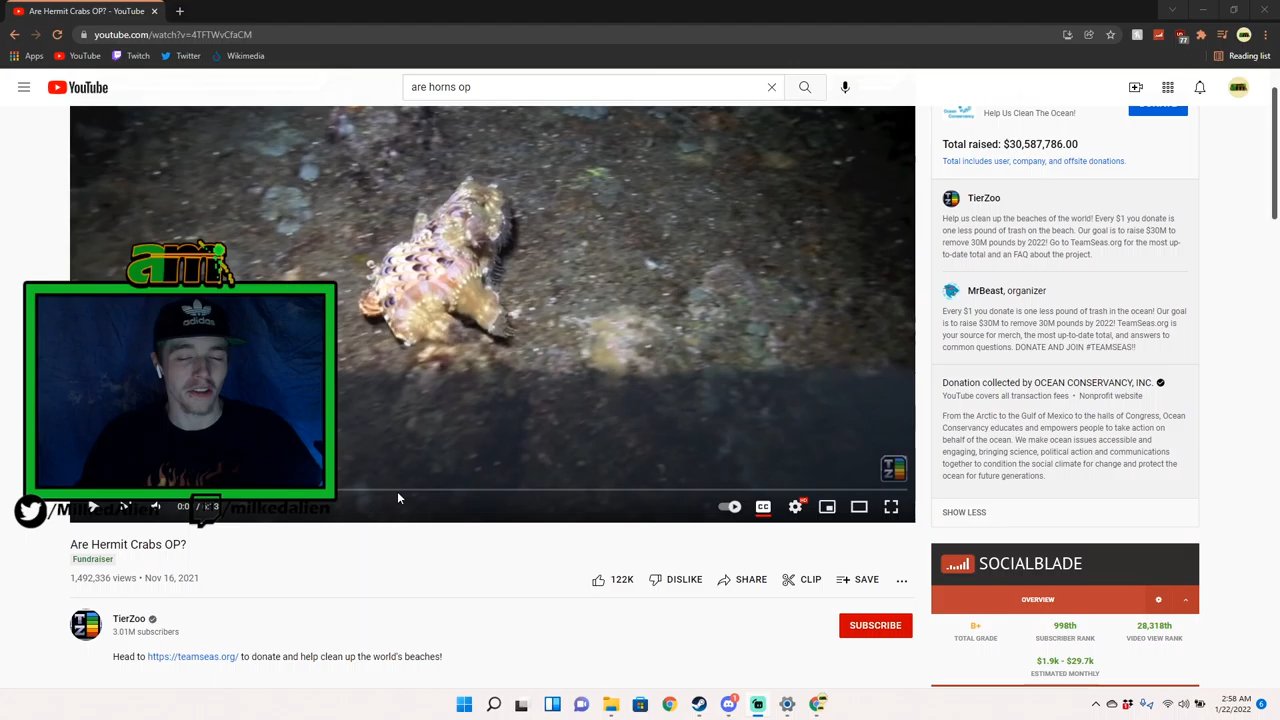 Are Hermit Crabs OP? - YouTube
youtube.com/watch?v=4TFTWvCfaCM
77
Apps YouTube Twitch Twitter Wikimedia Reading list
YouTube are horns op
Help Us Clean The Ocean!
Total raised: $30,587,786.00
Total includes user, company, and offsite donations.
TierZoo
Help us clean up the beaches of the world! Every $1 you donate is
one less pound of trash on the beach. Our goal is to raise $30M to
remove 30M pounds by 2022! Go to TeamSeas.org for the most up-
to-date total and an FAQ about the project.
MrBeast, organizer
Every $1 you donate is one less pound of trash in the ocean! Our goal
is to raise $30M to remove 30M pounds by 2022! TeamSeas.org is
your source for merch, the most up-to-date total, and answers to
common questions. DONATE AND JOIN #TEAMSEAS!!
Donation collected by OCEAN CONSERVANCY, INC.
YouTube covers all transaction fees • Nonprofit website
From the Arctic to the Gulf of Mexico to the halls of Congress, Ocean
Conservancy educates and empowers people to take action on
behalf of the ocean. We make ocean issues accessible and
engaging, bringing science, political action and communications
together to condition the social climate for change and protect the
ocean for future generations.
SHOW LESS
ami
adidas
TZ
/MilkedAlien /milkedalien
CC HD
Are Hermit Crabs OP?
Fundraiser
1,492,336 views • Nov 16, 2021
122K DISLIKE SHARE CLIP SAVE
TierZoo
3.01M subscribers
SUBSCRIBE
Head to https://teamseas.org/ to donate and help clean up the world's beaches!
SOCIALBLADE
OVERVIEW
B+ 998th 28,318th
TOTAL GRADE SUBSCRIBER RANK VIDEO VIEW RANK
$1.9k - $29.7k
ESTIMATED MONTHLY
2:58 AM
1/22/2022
1
6